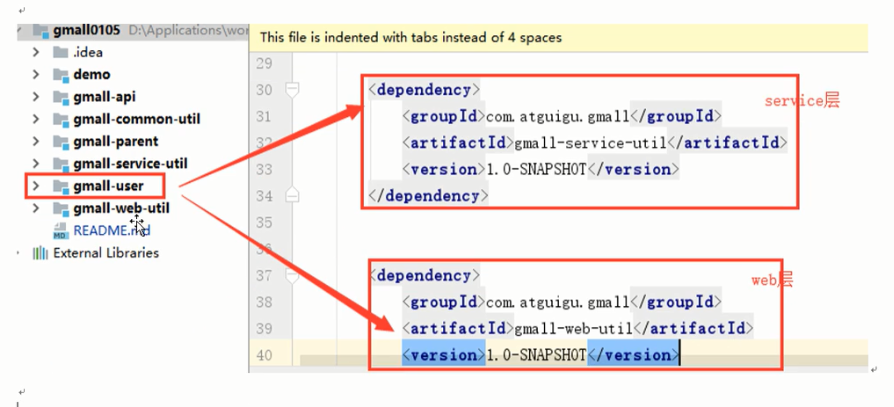 gmall0105 D:\Applications\wor
.idea
demo
gmall-api
gmall-common-util
gmall-parent
gmall-service-util
gmall-user
gmall-web-util
README.md
External Libraries
This file is indented with tabs instead of 4 spaces
29
30 <dependency>
service层
31 <groupId>com.atguigu.gmall</groupId>
32 <artifactId>gmall-service-util</artifactId>
33 <version>1.0-SNAPSHOT</version>
34 </dependency>
35
36
37 <dependency>
web层
38 <groupId>com.atguigu.gmall</groupId>
39 <artifactId>gmall-web-util</artifactId>
40 <version>1.0-SNAPSHOT</version>